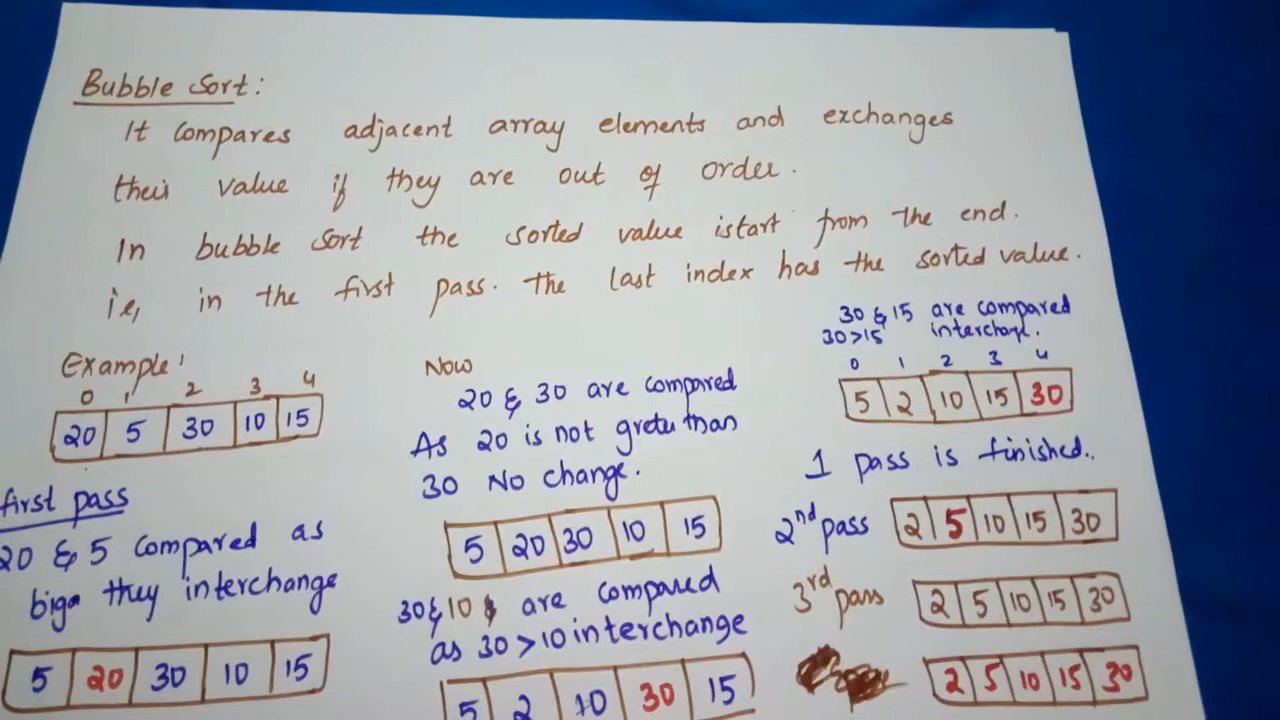 Bubble Sort:
It compares adjacent array elements and exchanges
their value if they are out of order.
In bubble sort the sorted value istart from the end.
ie, in the first pass. The last index has the sorted value.
Example!
0 1 2 3 4
20 5 30 10 15
first pass
20 & 5 compared as
big they interchange
5 20 30 10 15
Now
20 & 30 are compared
As 20 is not than
30 No change.
5 20 30 10 15
30 & 10 are compared
as 30 > 10 interchange
5 2 10 30 15
30 & 15 are compared
30 > 15
0 1 2 3 4
5 2 10 15 30
1 pass is finished..
2nd pass 2 5 10 15 30
3rd pass 2 5 10 15 30
2 5 10 15 30